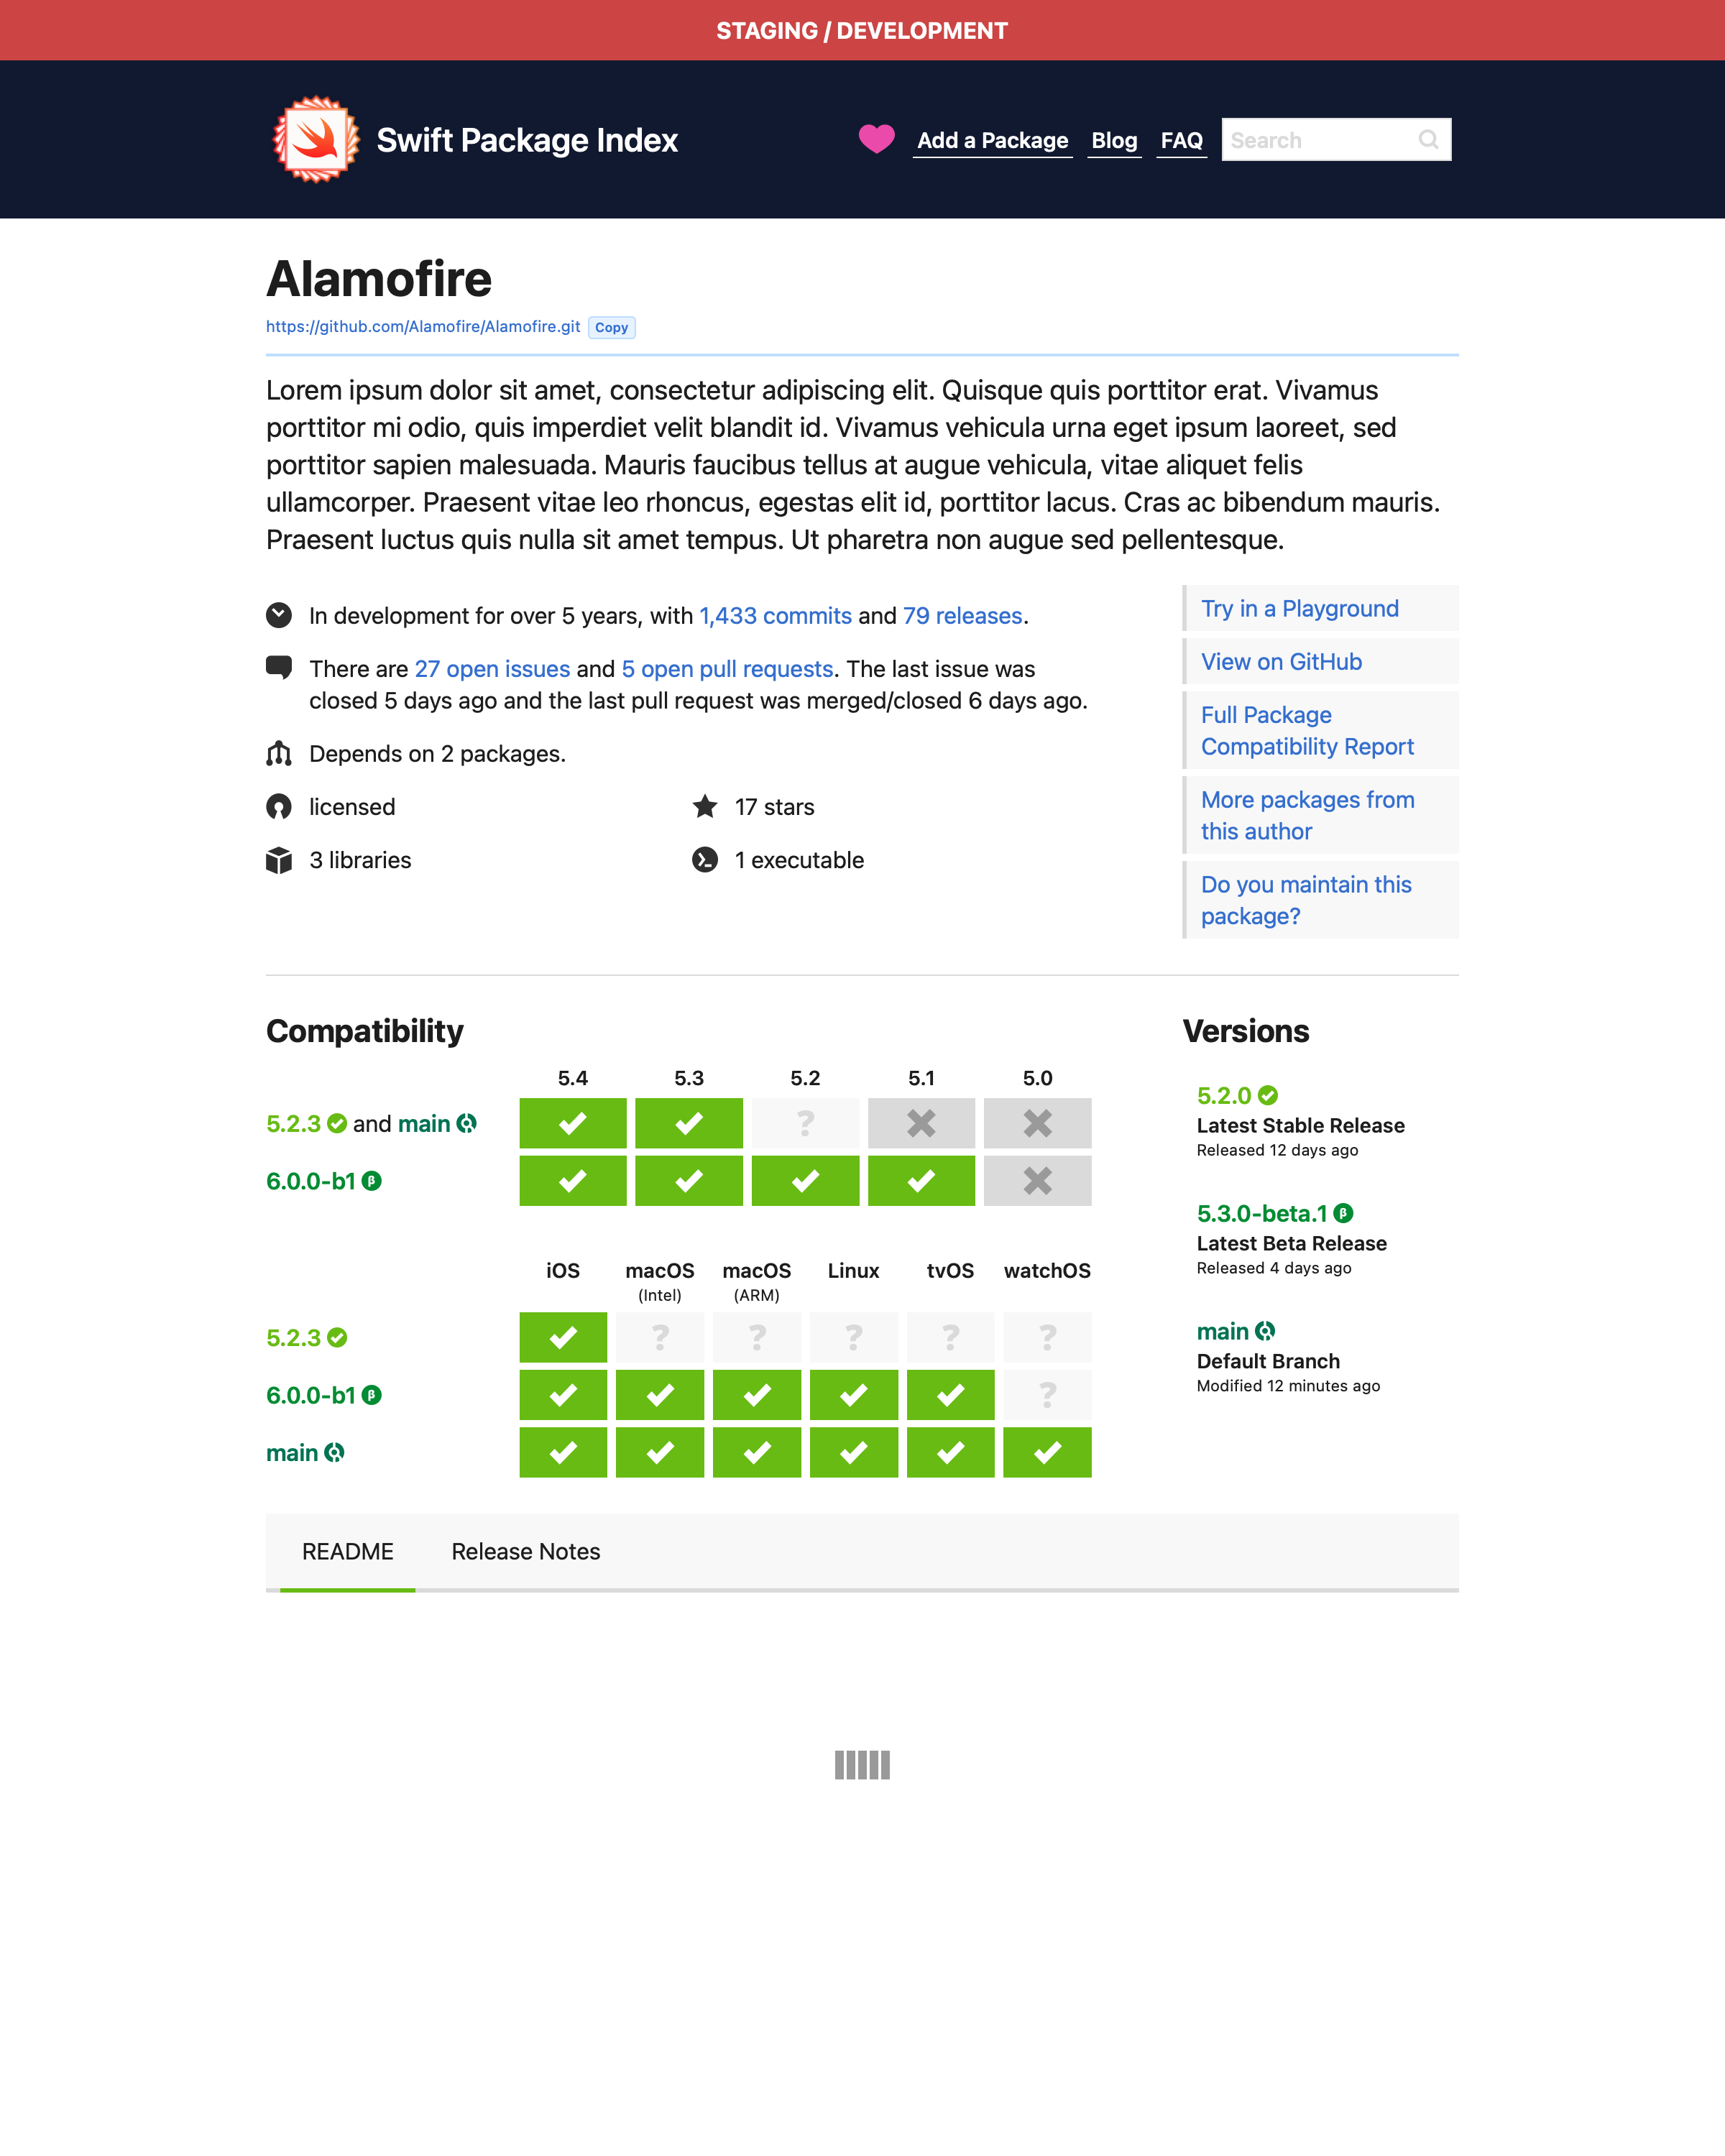 STAGING / DEVELOPMENT
Swift Package Index
Add a Package Blog FAQ Search
Alamofire
https://github.com/Alamofire/Alamofire.git Copy
Lorem ipsum dolor sit amet, consectetur adipiscing elit. Quisque quis porttitor erat. Vivamus
porttitor mi odio, quis imperdiet velit blandit id. Vivamus vehicula urna eget ipsum laoreet, sed
porttitor sapien malesuada. Mauris faucibus tellus at augue vehicula, vitae aliquet felis
ullamcorper. Praesent vitae leo rhoncus, egestas elit id, porttitor lacus. Cras ac bibendum mauris.
Praesent luctus quis nulla sit amet tempus. Ut pharetra non augue sed pellentesque.
In development for over 5 years, with 1,433 commits and 79 releases.
There are 27 open issues and 5 open pull requests. The last issue was
closed 5 days ago and the last pull request was merged/closed 6 days ago.
Depends on 2 packages.
licensed
17 stars
3 libraries
1 executable
Try in a Playground
View on GitHub
Full Package
Compatibility Report
More packages from
this author
Do you maintain this
package?
Compatibility
5.4 5.3 5.2 5.1 5.0
5.2.3 and main ?
6.0.0-b1 β
iOS macOS macOS Linux tvOS watchOS
(Intel) (ARM)
5.2.3 ? ? ? ? ?
6.0.0-b1 β ?
main
Versions
5.2.0
Latest Stable Release
Released 12 days ago
5.3.0-beta.1 β
Latest Beta Release
Released 4 days ago
main
Default Branch
Modified 12 minutes ago
README Release Notes